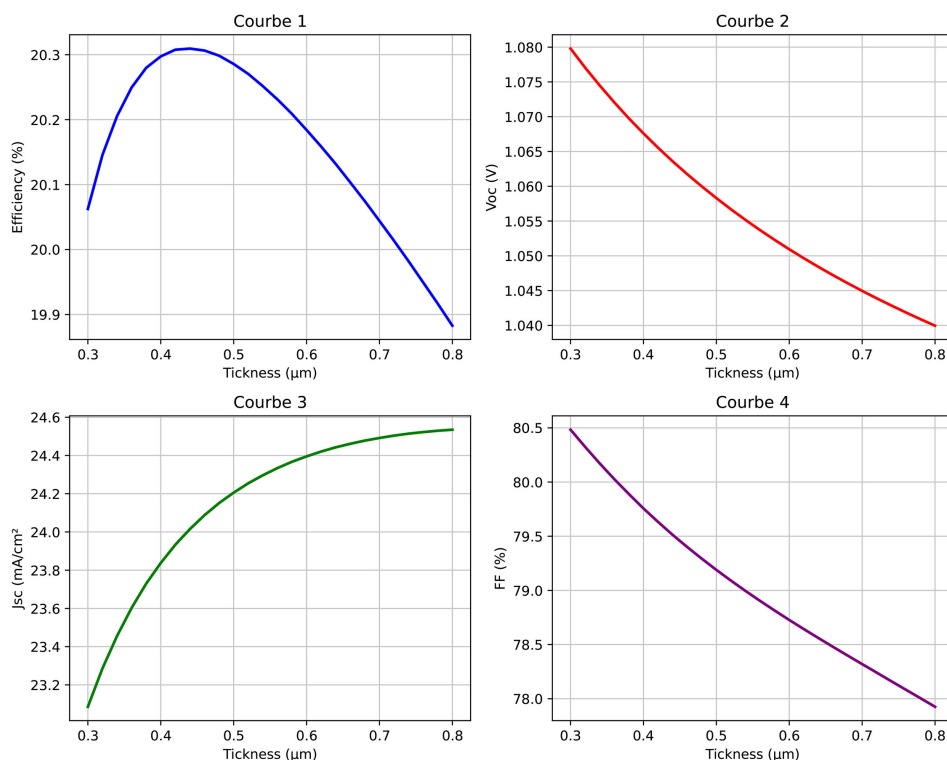 Courbe 1
Efficiency (%)
20.3
20.2
20.1
20.0
19.9
0.3 0.4 0.5 0.6 0.7 0.8
Tickness (µm)
Courbe 2
Voc (V)
1.080
1.075
1.070
1.065
1.060
1.055
1.050
1.045
1.040
0.3 0.4 0.5 0.6 0.7 0.8
Tickness (µm)
Courbe 3
Jsc (mA/cm²)
24.6
24.4
24.2
24.0
23.8
23.6
23.4
23.2
0.3 0.4 0.5 0.6 0.7 0.8
Tickness (µm)
Courbe 4
FF (%)
80.5
80.0
79.5
79.0
78.5
78.0
0.3 0.4 0.5 0.6 0.7 0.8
Tickness (µm)